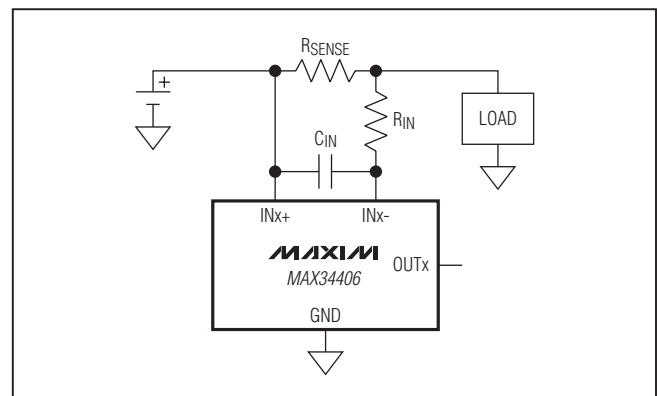 RSENSE
+
RIN
LOAD
CIN
INx+ INx-
MAXIM
OUTx
MAX34406
GND